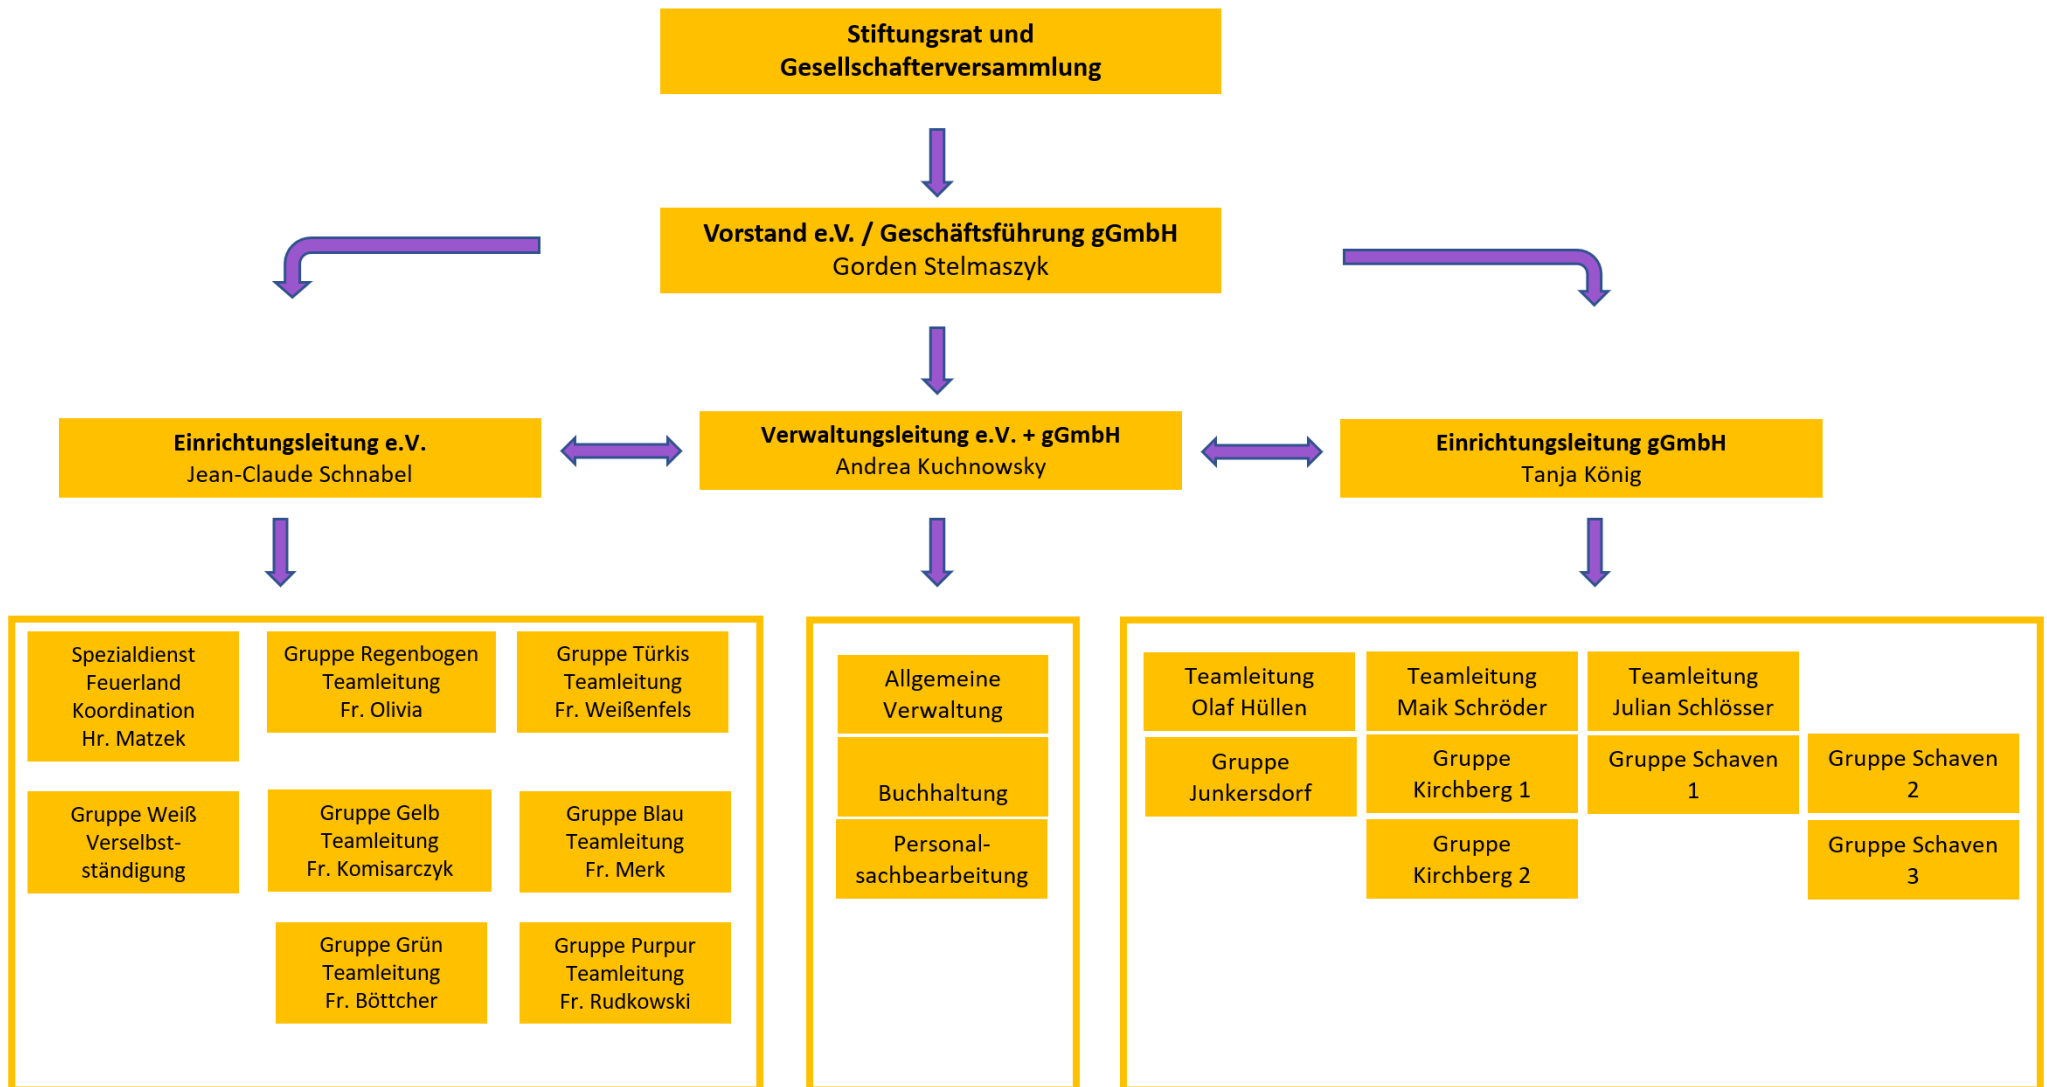 Stiftungsrat und
Gesellschafterversammlung
Vorstand e.V. / Geschäftsführung gGmbH
Gorden Stelmaszyk
Einrichtungsleitung e.V.
Jean-Claude Schnabel
Verwaltungsleitung e.V. + gGmbH
Andrea Kuchnowsky
Einrichtungsleitung gGmbH
Tanja König
Spezialdienst
Feuerland
Koordination
Hr. Matzek
Gruppe Regenbogen
Teamleitung
Fr. Olivia
Gruppe Türkis
Teamleitung
Fr. Weißenfels
Gruppe Weiß
Verselbst-
ständigung
Gruppe Gelb
Teamleitung
Fr. Komisarczyk
Gruppe Blau
Teamleitung
Fr. Merk
Gruppe Grün
Teamleitung
Fr. Böttcher
Gruppe Purpur
Teamleitung
Fr. Rudkowski
Allgemeine
Verwaltung
Buchhaltung
Personal-
sachbearbeitung
Teamleitung
Olaf Hüllen
Teamleitung
Maik Schröder
Teamleitung
Julian Schlösser
Gruppe
Junkersdorf
Gruppe
Kirchberg 1
Gruppe Schaven
1
Gruppe Schaven
2
Gruppe
Kirchberg 2
Gruppe Schaven
3